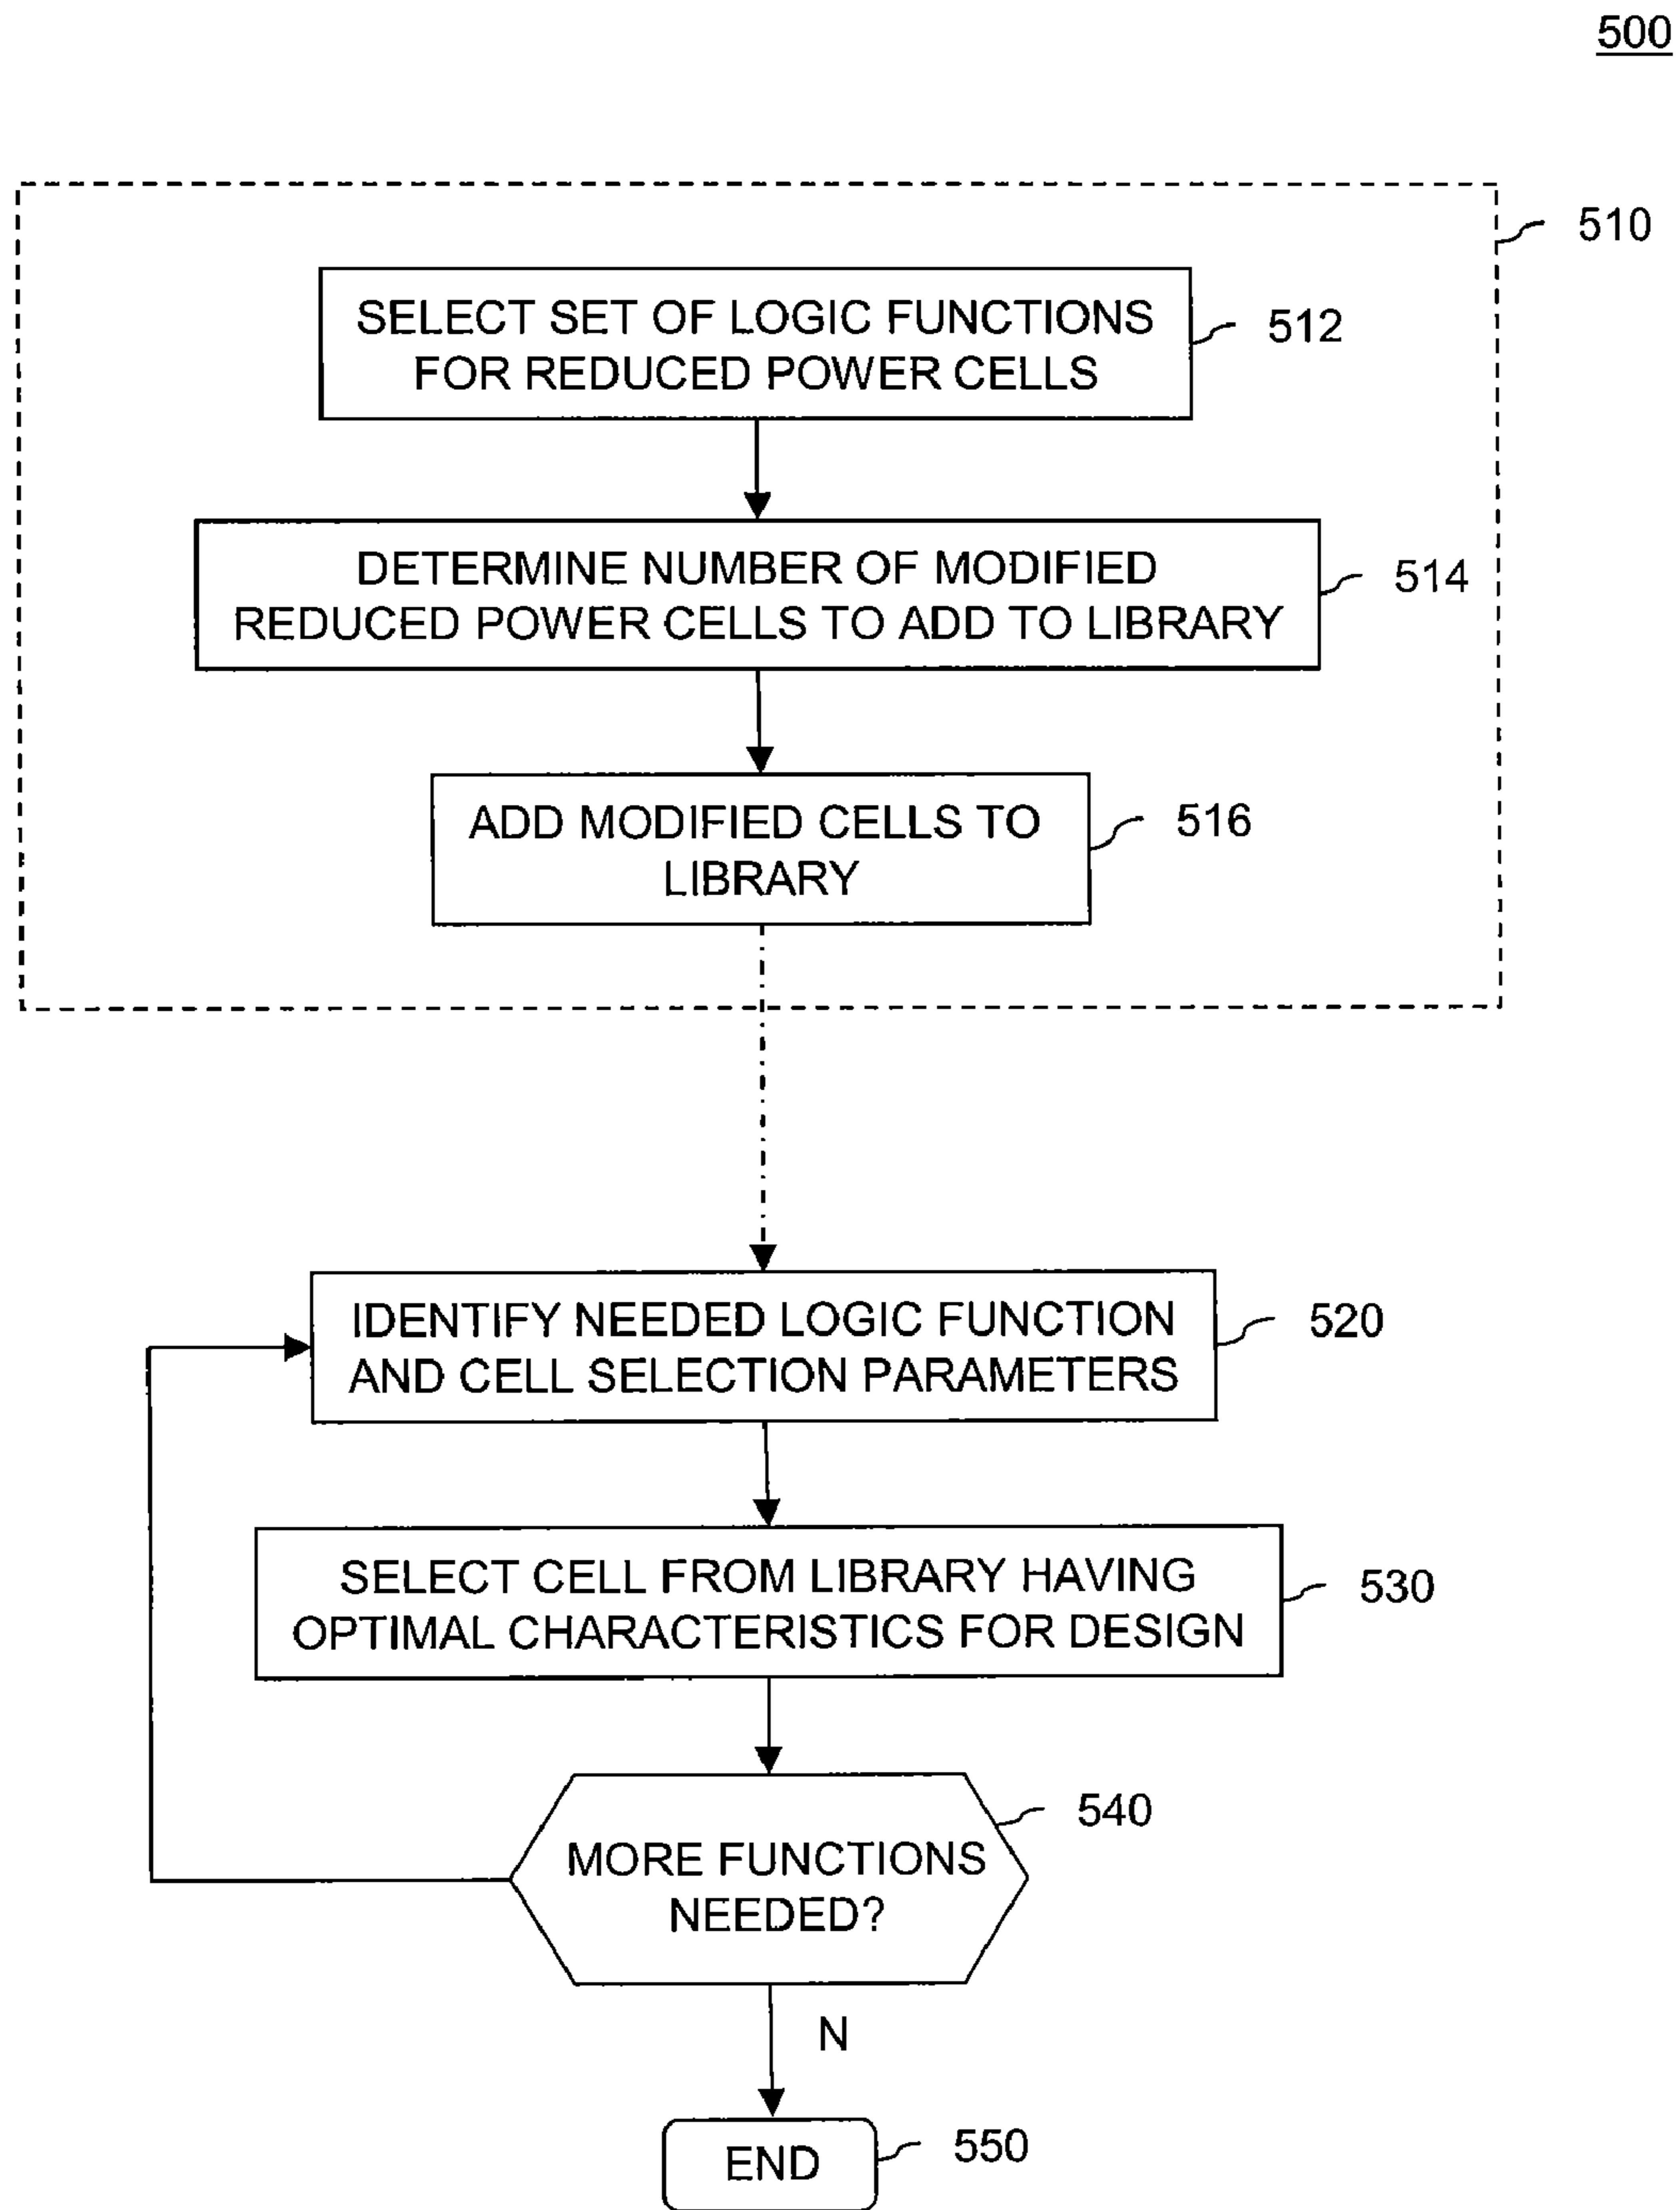 500
510
SELECT SET OF LOGIC FUNCTIONS
FOR REDUCED POWER CELLS
512
DETERMINE NUMBER OF MODIFIED
REDUCED POWER CELLS TO ADD TO LIBRARY
514
ADD MODIFIED CELLS TO
LIBRARY
516
IDENTIFY NEEDED LOGIC FUNCTION
AND CELL SELECTION PARAMETERS
520
SELECT CELL FROM LIBRARY HAVING
OPTIMAL CHARACTERISTICS FOR DESIGN
530
MORE FUNCTIONS
NEEDED?
540
N
END
550